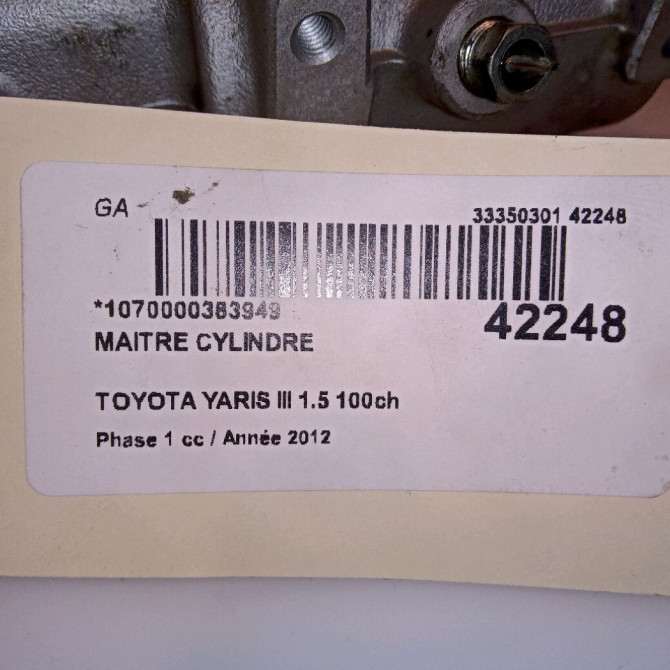 GA
33350301 42248
*1070000383949
42248
MAITRE CYLINDRE
TOYOTA YARIS III 1.5 100ch
Phase 1 cc / Année 2012